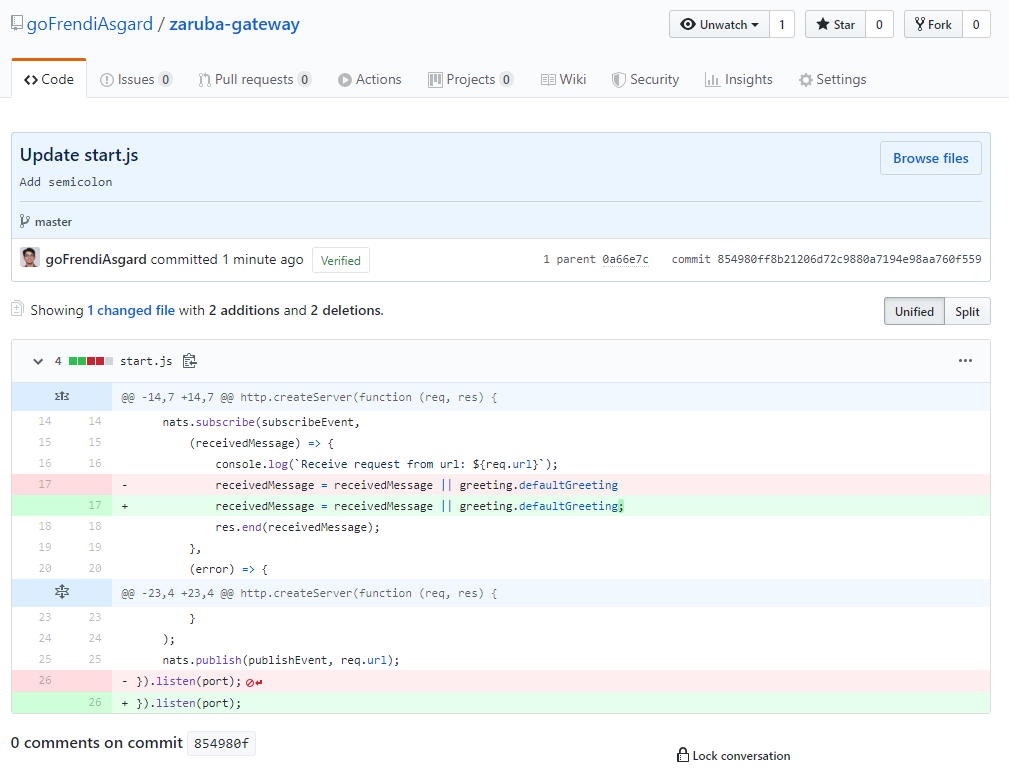 goFrendiAsgard / zaruba-gateway
Unwatch 1 Star 0 Fork 0
Code Issues 0 Pull requests 0 Actions Projects 0 Wiki Security Insights Settings
Update start.js
Browse files
Add semicolon
master
goFrendiAsgard committed 1 minute ago Verified 1 parent 0a66e7c commit 854980ff8b21206d72c9880a7194e98aa760f559
Showing 1 changed file with 2 additions and 2 deletions.
Unified Split
4 start.js
@@ -14,7 +14,7 @@ http.createServer(function (req, res) {
14 14 nats.subscribe(subscribeEvent,
15 15 (receivedMessage) => {
16 16 console.log(`Receive request from url: ${req.url}`);
17 - receivedMessage = receivedMessage || greeting.defaultGreeting
17 + receivedMessage = receivedMessage || greeting.defaultGreeting;
18 18 res.end(receivedMessage);
19 19 },
20 20 (error) => {
@@ -23,4 +23,4 @@ http.createServer(function (req, res) {
23 23 }
24 24 );
25 25 nats.publish(publishEvent, req.url);
26 - }).listen(port);
26 + }).listen(port);
0 comments on commit 854980f
Lock conversation